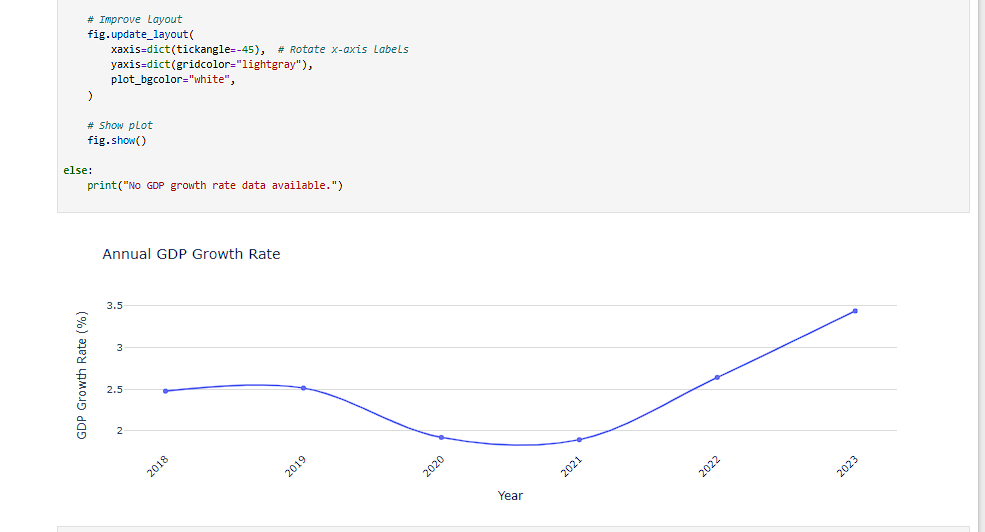 # Improve layout
fig.update_layout(
xaxis=dict(tickangle=-45), # Rotate x-axis labels
yaxis=dict(gridcolor="lightgray"),
plot_bgcolor="white",
)
# Show plot
fig.show()
else:
print("No GDP growth rate data available.")
Annual GDP Growth Rate
GDP Growth Rate (%)
3.5
3
2.5
2
2018
2019
2020
2021
2022
2023
Year